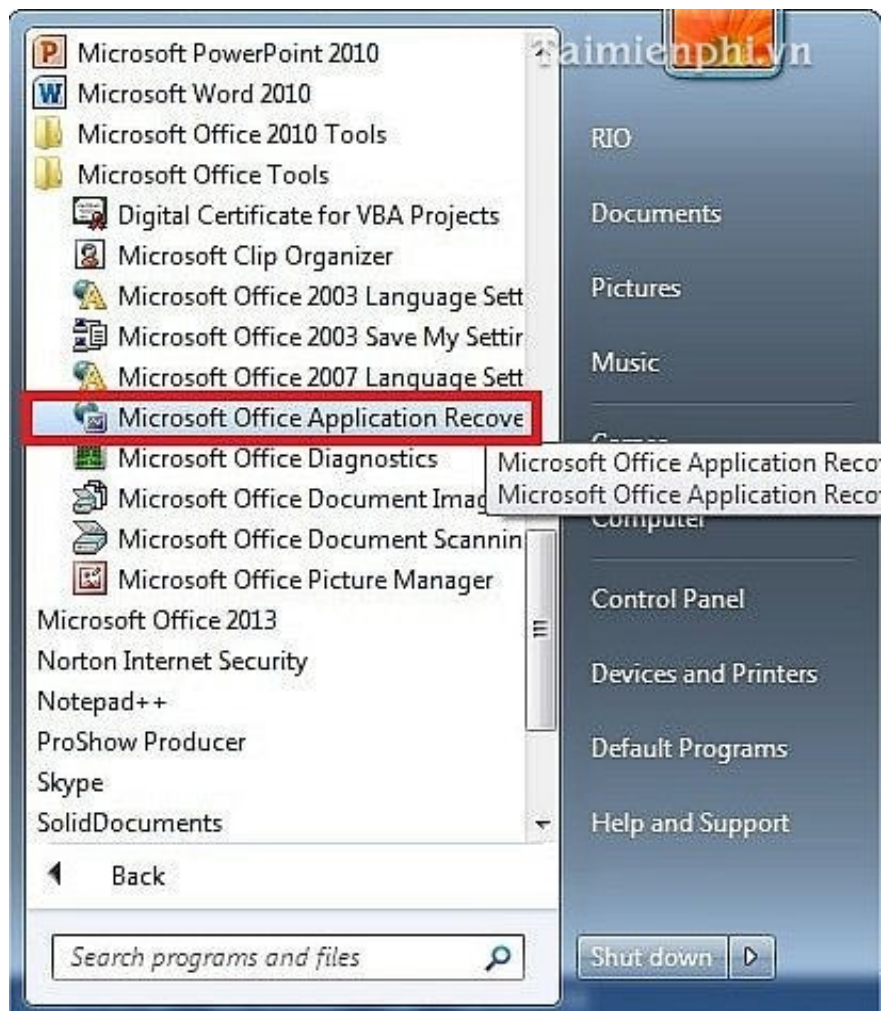 Microsoft PowerPoint 2010
Microsoft Word 2010
Microsoft Office 2010 Tools
Microsoft Office Tools
Digital Certificate for VBA Projects
Microsoft Clip Organizer
Microsoft Office 2003 Language Sett
Microsoft Office 2003 Save My Settin
Microsoft Office 2007 Language Sett
Microsoft Office Application Recove
Microsoft Office Diagnostics
Microsoft Office Document Imag
Microsoft Office Document Scannin
Microsoft Office Picture Manager
Microsoft Office 2013
Norton Internet Security
Notepad++
ProShow Producer
Skype
SolidDocuments
Back
Search programs and files
Taimienphi.vn
RIO
Documents
Pictures
Music
Microsoft Office Application Reco
Microsoft Office Application Reco
Computer
Control Panel
Devices and Printers
Default Programs
Help and Support
Shut down